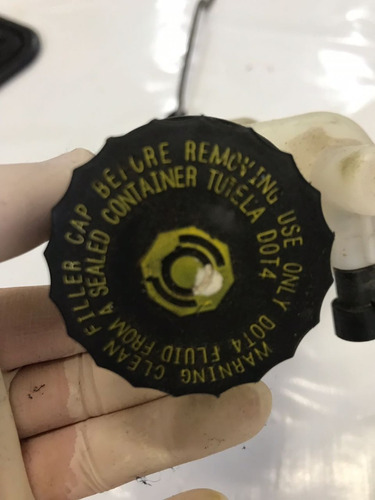 WARNING CLEAN FILLER CAP BEFORE REMOVING USE ONLY DOT4 FLUID FROM A SEALED CONTAINER TUTELA DOT4